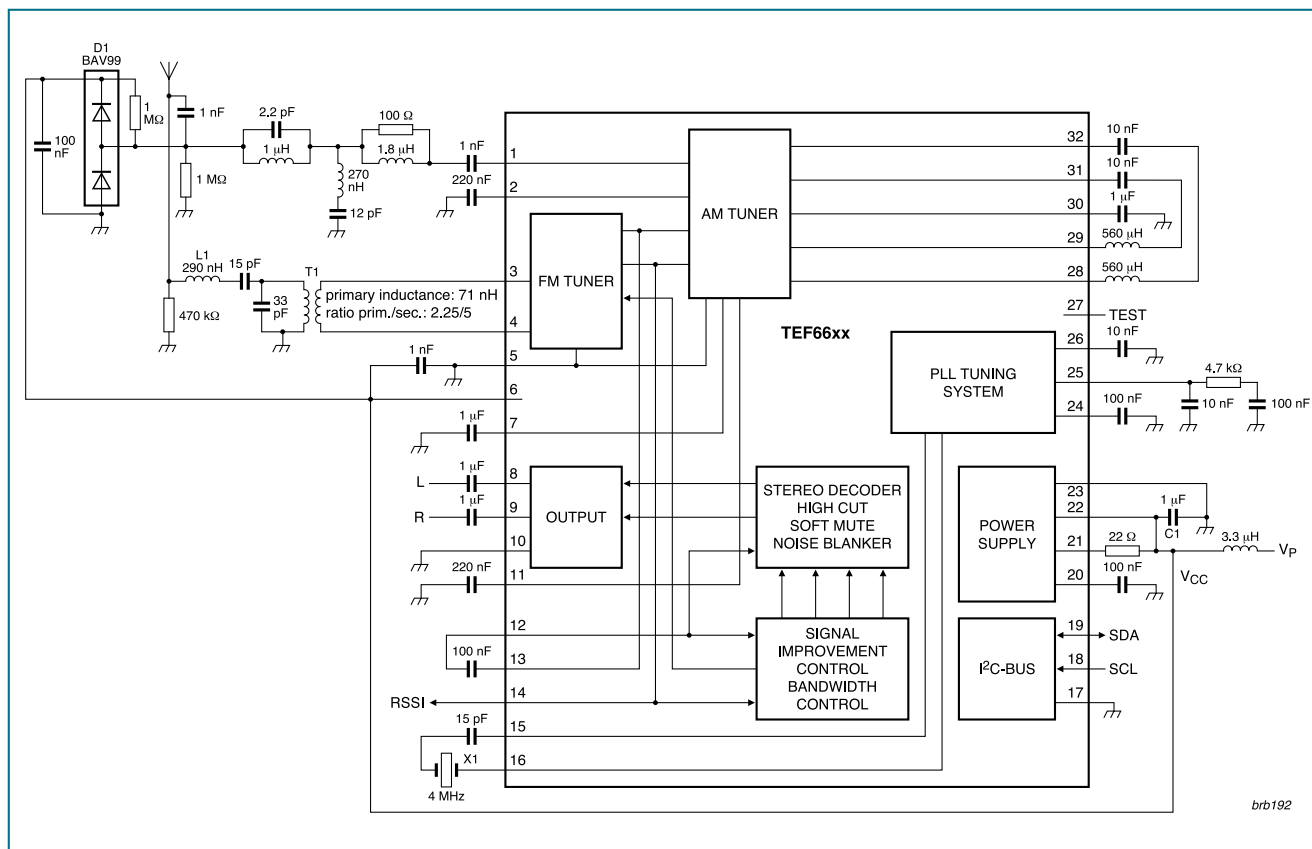 D1
BAV99
100
nF
1
MΩ
1 nF
1 MΩ
2.2 pF
1 μH
270
nH
12 pF
100 Ω
1.8 μH
1 nF
220 nF
L1
290 nH
15 pF
33
pF
T1
470 kΩ
primary inductance: 71 nH
ratio prim./sec.: 2.25/5
1 nF
1 μF
L
1 μF
R
1 μF
220 nF
100 nF
RSSI
15 pF
X1
4 MHz
1
2
3
4
5
6
7
8
9
10
11
12
13
14
15
16
FM TUNER
AM TUNER
TEF66xx
PLL TUNING
SYSTEM
OUTPUT
STEREO DECODER
HIGH CUT
SOFT MUTE
NOISE BLANKER
SIGNAL
IMPROVEMENT
CONTROL
BANDWIDTH
CONTROL
POWER
SUPPLY
I²C-BUS
32
31
30
29
28
27
26
25
24
23
22
21
20
19
18
17
10 nF
10 nF
1 μF
560 μH
560 μH
TEST
10 nF
4.7 kΩ
10 nF
100 nF
100 nF
1 μF
C1
22 Ω
3.3 μH
VP
VCC
100 nF
SDA
SCL
brb192